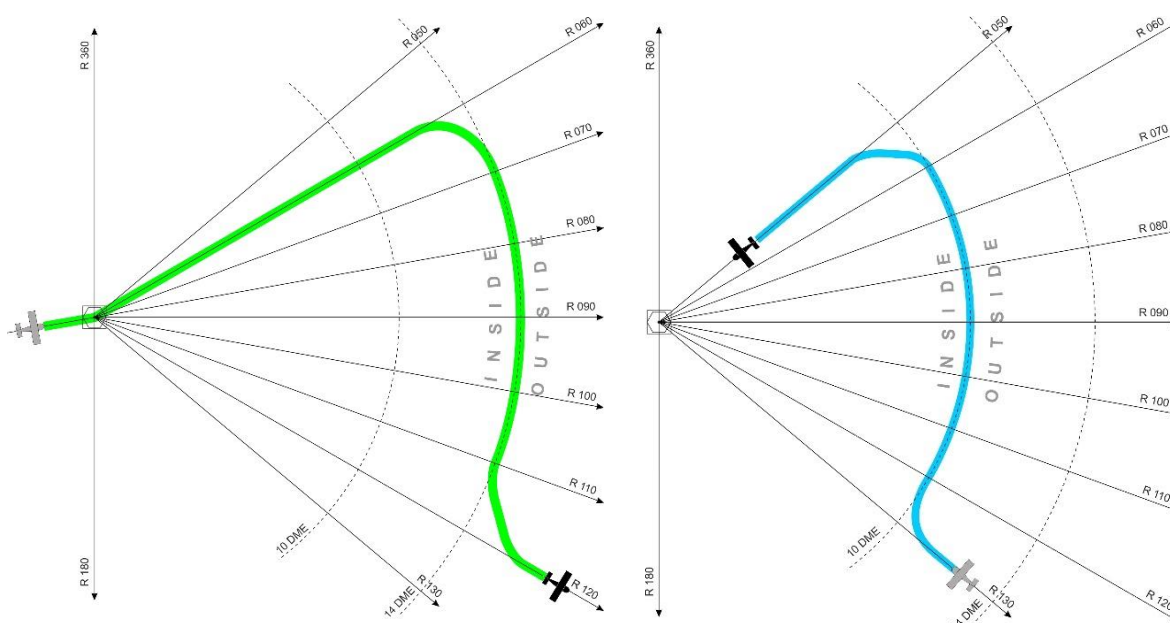 R 360
R 050
R 060
R 070
R 080
R 090
R 100
R 110
R 120
R 130
R 180
10 DME
14 DME
INSIDE
OUTSIDE
R 360
R 050
R 060
R 070
R 080
R 090
R 100
R 110
R 120
R 130
R 180
10 DME
4 DME
INSIDE
OUTSIDE